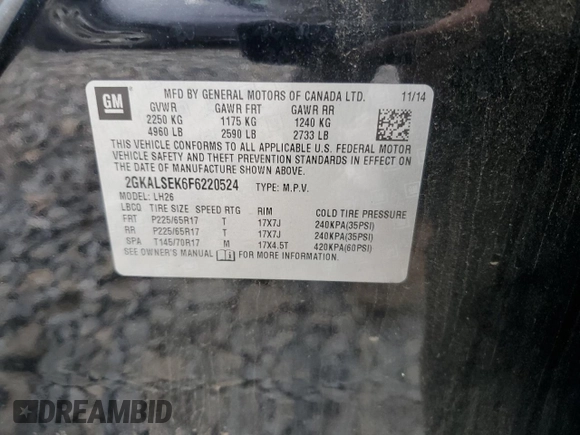 GM
MFD BY GENERAL MOTORS OF CANADA LTD. 11/14
GVWR GAWR FRT GAWR RR
2250 KG 1175 KG 1240 KG
4960 LB 2590 LB 2733 LB
THIS VEHICLE CONFORMS TO ALL APPLICABLE U.S. FEDERAL MOTOR
VEHICLE SAFETY AND THEFT PREVENTION STANDARDS IN EFFECT ON
THE DATE OF MANUFACTURE SHOWN ABOVE.
2GKALSEK6F6220524 TYPE: M.P.V.
MODEL: LH26
LBCQ TIRE SIZE SPEED RTG RIM COLD TIRE PRESSURE
FRT P225/65R17 T 17X7J 240KPA(35PSI)
RR P225/65R17 T 17X7J 240KPA(35PSI)
SPA T145/70R17 M 17X4.5T 420KPA(60PSI)
SEE OWNER'S MANUAL FOR MORE INFORMATION.
DREAMBID